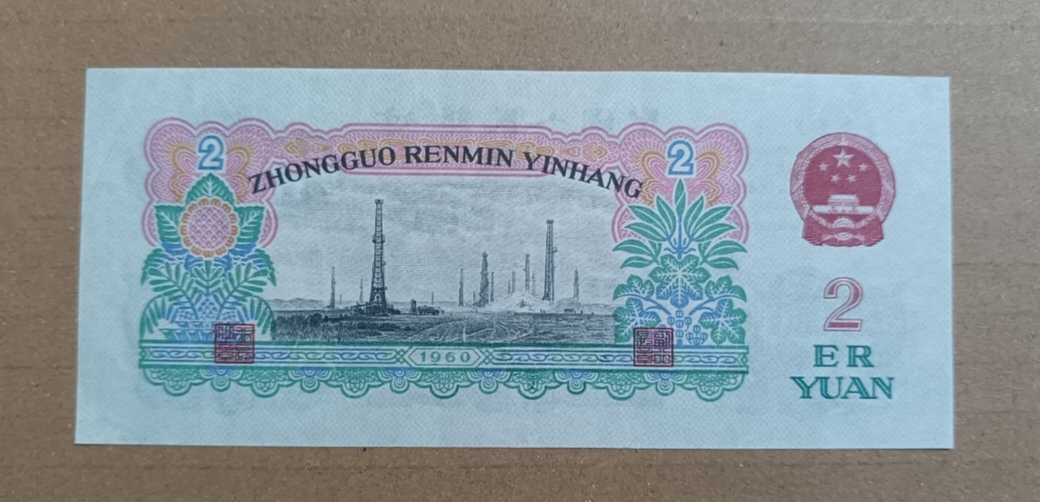 2
2
ZHONGGUO RENMIN YINHANG
1960
2
ER
YUAN